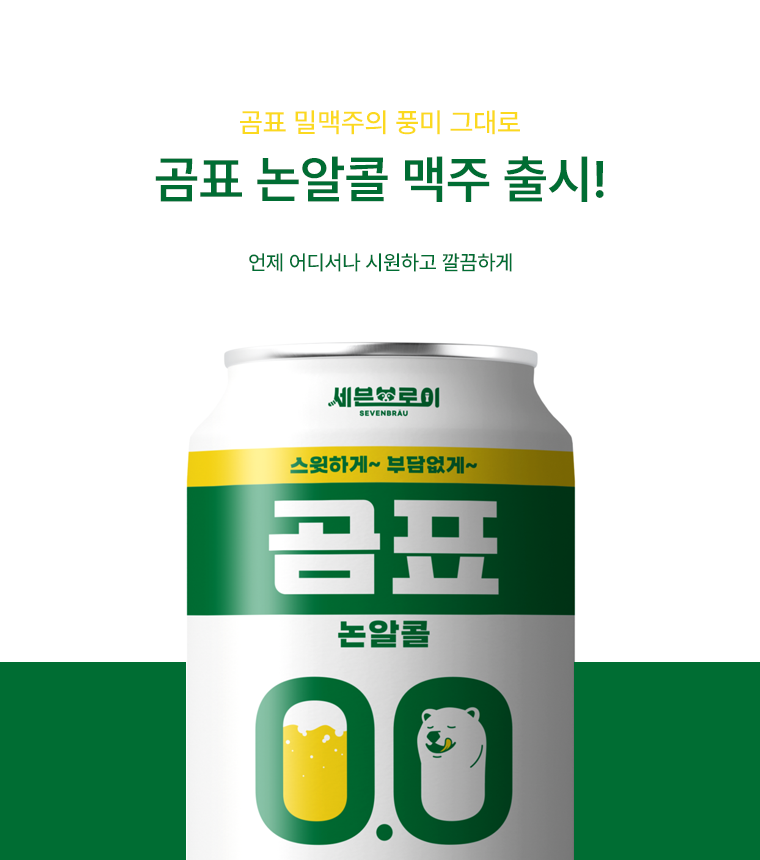 곰표 밀맥주의 풍미 그대로
곰표 논알콜 맥주 출시!
언제 어디서나 시원하고 깔끔하게
세븐브로이
SEVENBRÄU
스윗하게~ 부담없게~
곰표
논알콜
0.0